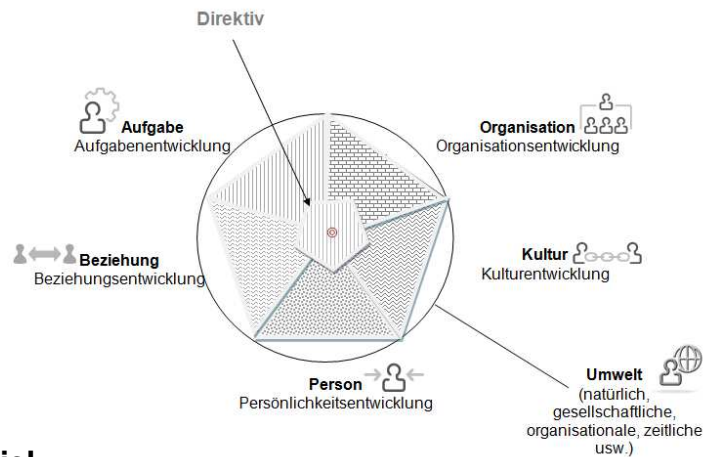 Direktiv
Aufgabe
Aufgabenentwicklung
Organisation
Organisationsentwicklung
Beziehung
Beziehungsentwicklung
Kultur
Kulturentwicklung
Person
Persönlichkeitsentwicklung
Umwelt
(natürlich,
gesellschaftliche,
organisationale, zeitliche
usw.)